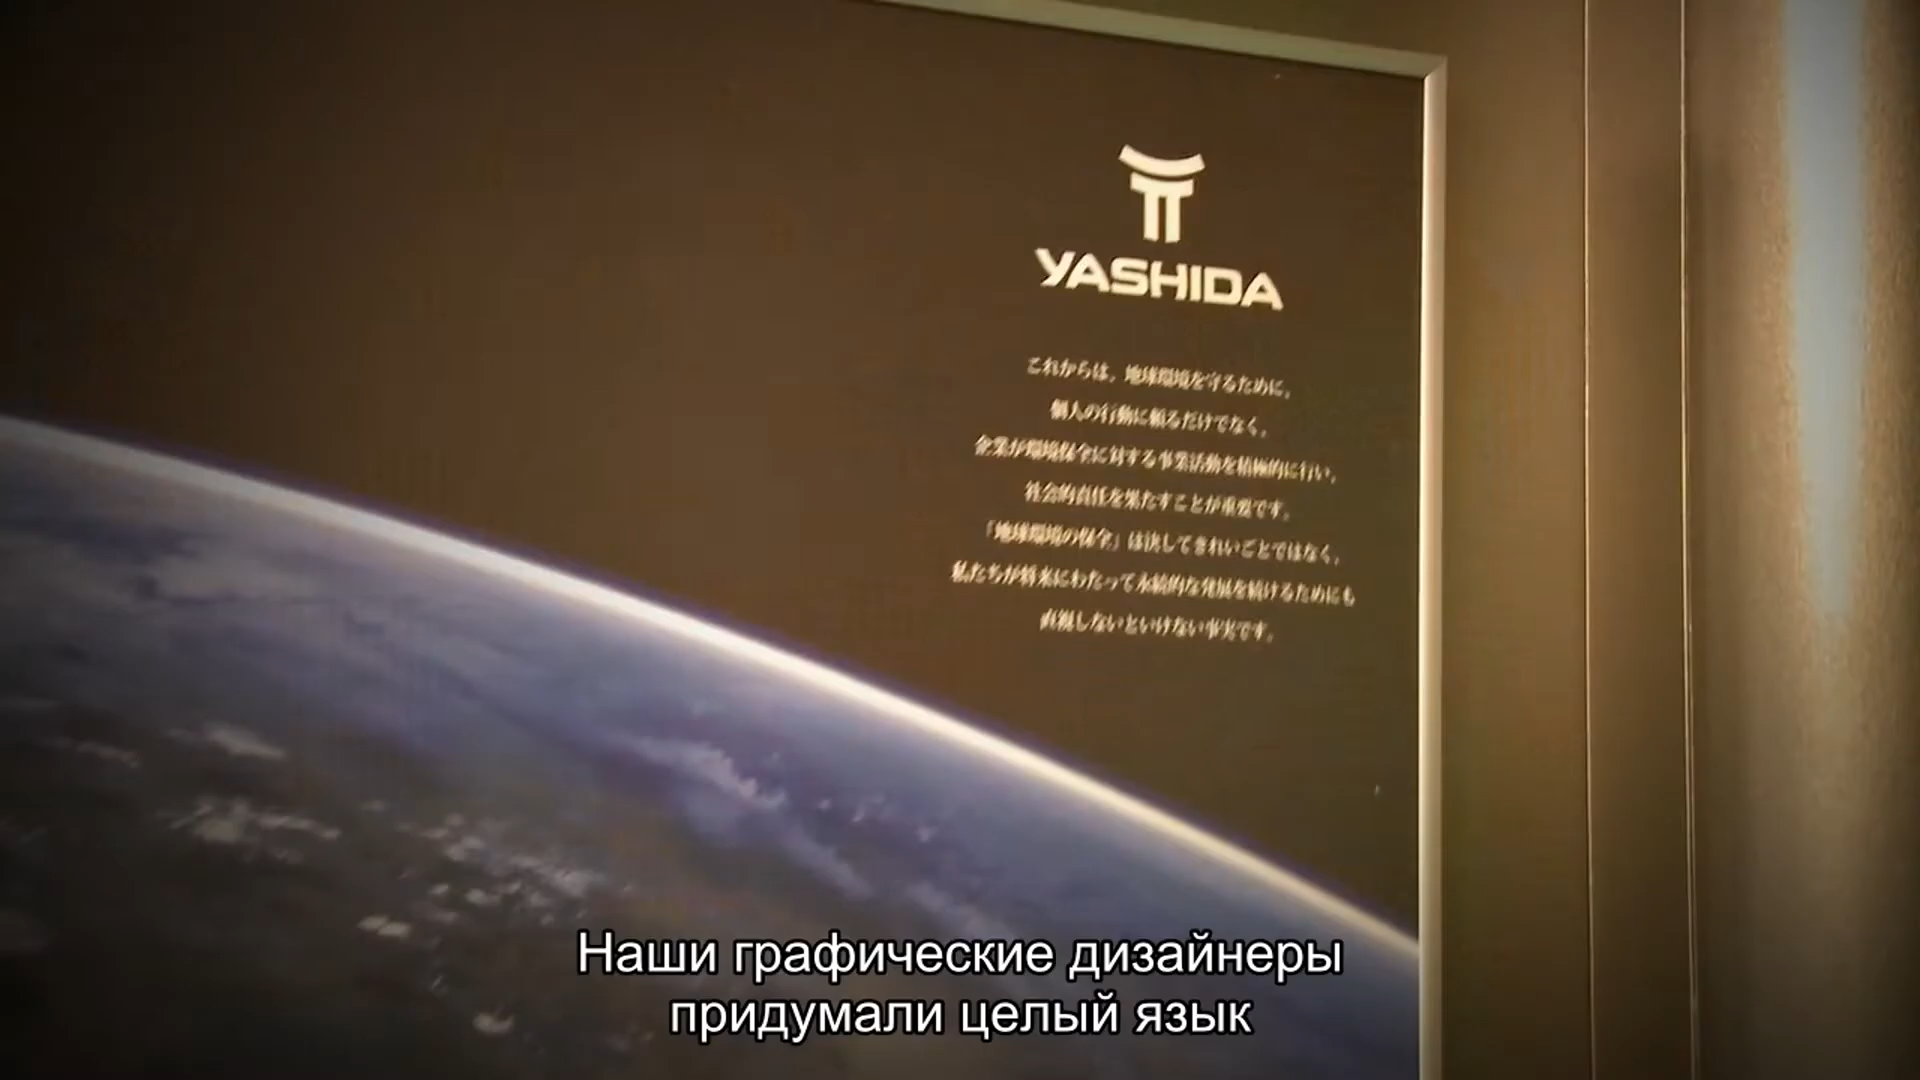 YASHIDA
これからは、地球環境を守るために、
個人の行動に頼るだけでなく、
企業が環境保全に対する事業活動を積極的に行い、
社会的責任を果たすことが重要です。
「地球環境の保全」は決してきれいごとではなく、
私たちが将来にわたって永続的な発展を続けるためにも
直視しないといけない事実です。
Наши графические дизайнеры
придумали целый язык